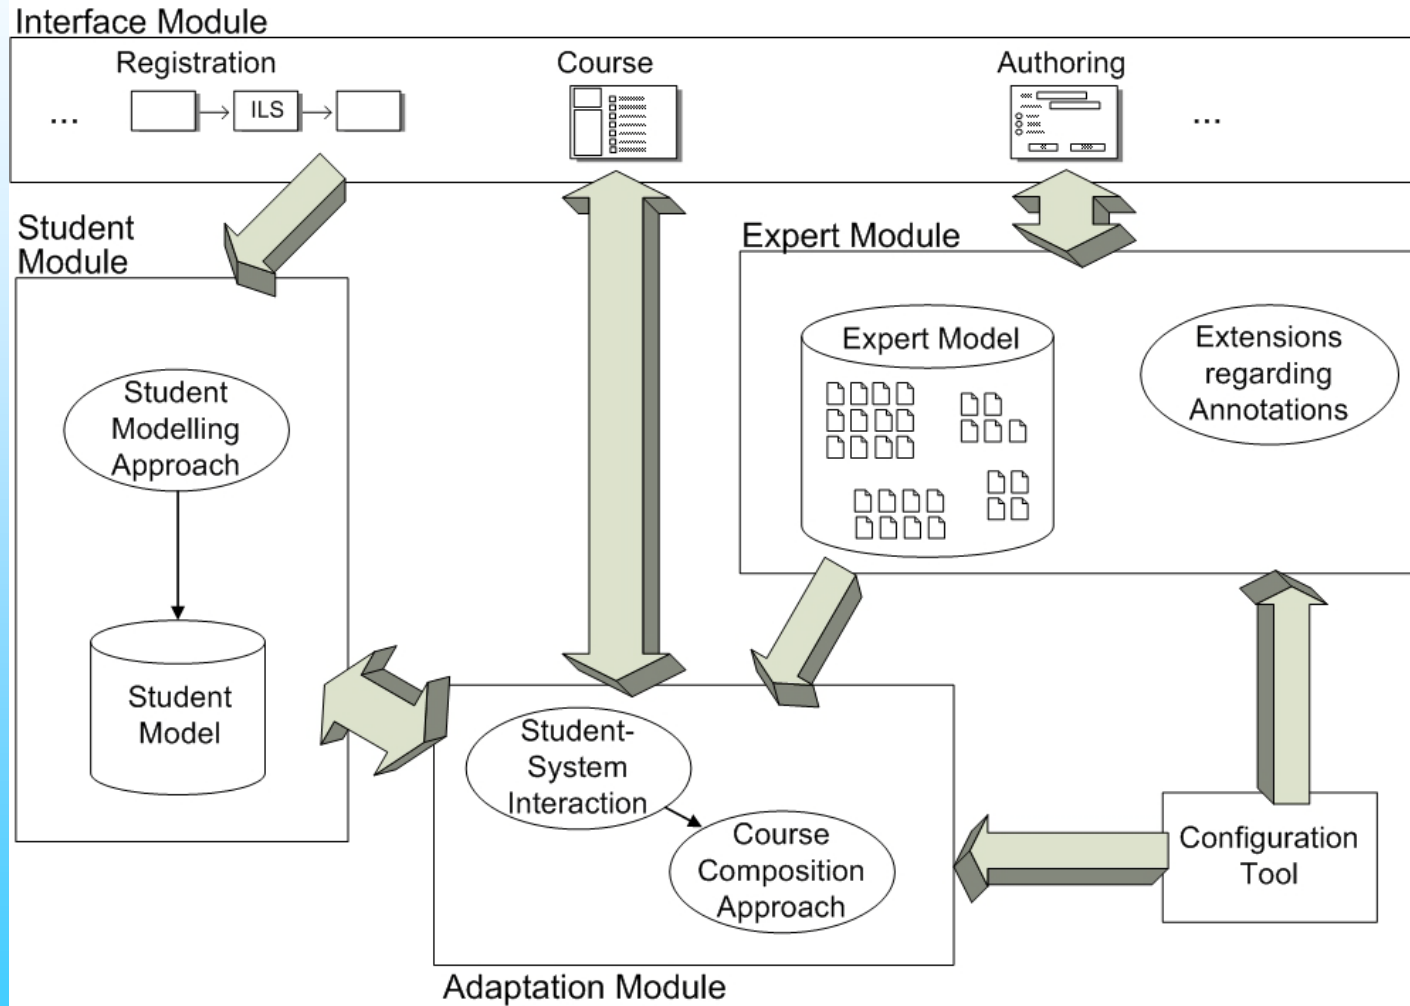 Interface Module
Registration
Course
Authoring
...
ILS
...
Student
Module
Expert Module
Expert Model
Extensions
regarding
Annotations
Student
Modelling
Approach
Student
Model
Student-
System
Interaction
Course
Composition
Approach
Configuration
Tool
Adaptation Module